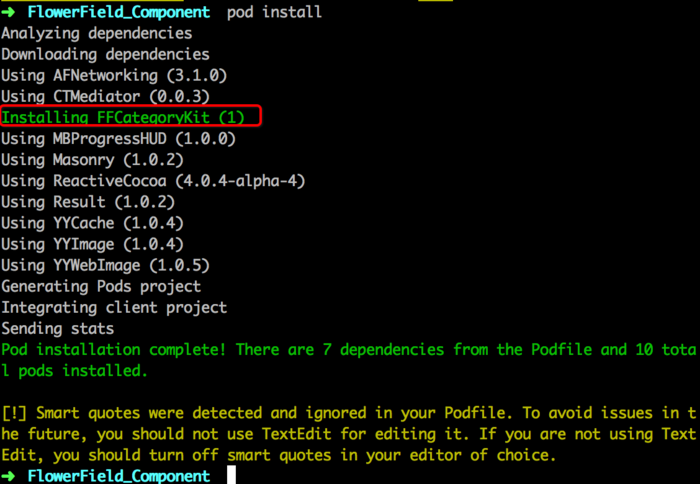 ➜ FlowerField_Component pod install
Analyzing dependencies
Downloading dependencies
Using AFNetworking (3.1.0)
Using CTMediator (0.0.3)
Installing FFCategoryKit (1)
Using MBProgressHUD (1.0.0)
Using Masonry (1.0.2)
Using ReactiveCocoa (4.0.4-alpha-4)
Using Result (1.0.2)
Using YYCache (1.0.4)
Using YYImage (1.0.4)
Using YYWebImage (1.0.5)
Generating Pods project
Integrating client project
Sending stats
Pod installation complete! There are 7 dependencies from the Podfile and 10 tota
l pods installed.
[!] Smart quotes were detected and ignored in your Podfile. To avoid issues in t
he future, you should not use TextEdit for editing it. If you are not using Text
Edit, you should turn off smart quotes in your editor of choice.
➜ FlowerField_Component